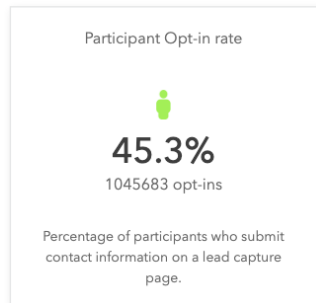 Participant Opt-in rate
45.3%
1045683 opt-ins
Percentage of participants who submit
contact information on a lead capture
page.